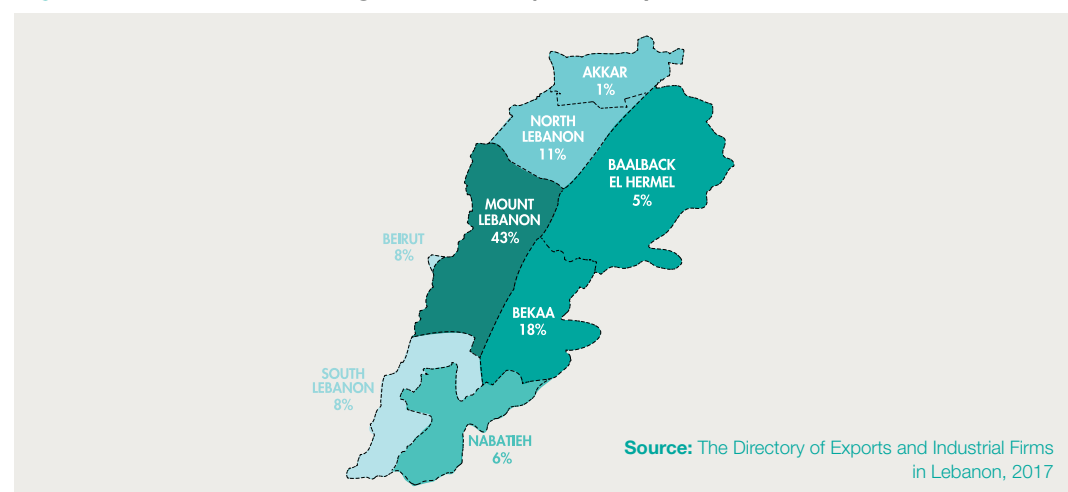 AKKAR
1%
NORTH
LEBANON
11%
BAALBACK
EL HERMEL
5%
MOUNT
LEBANON
43%
BEIRUT
8%
BEKAA
18%
SOUTH
LEBANON
8%
NABATIEH
6%
Source: The Directory of Exports and Industrial Firms
in Lebanon, 2017